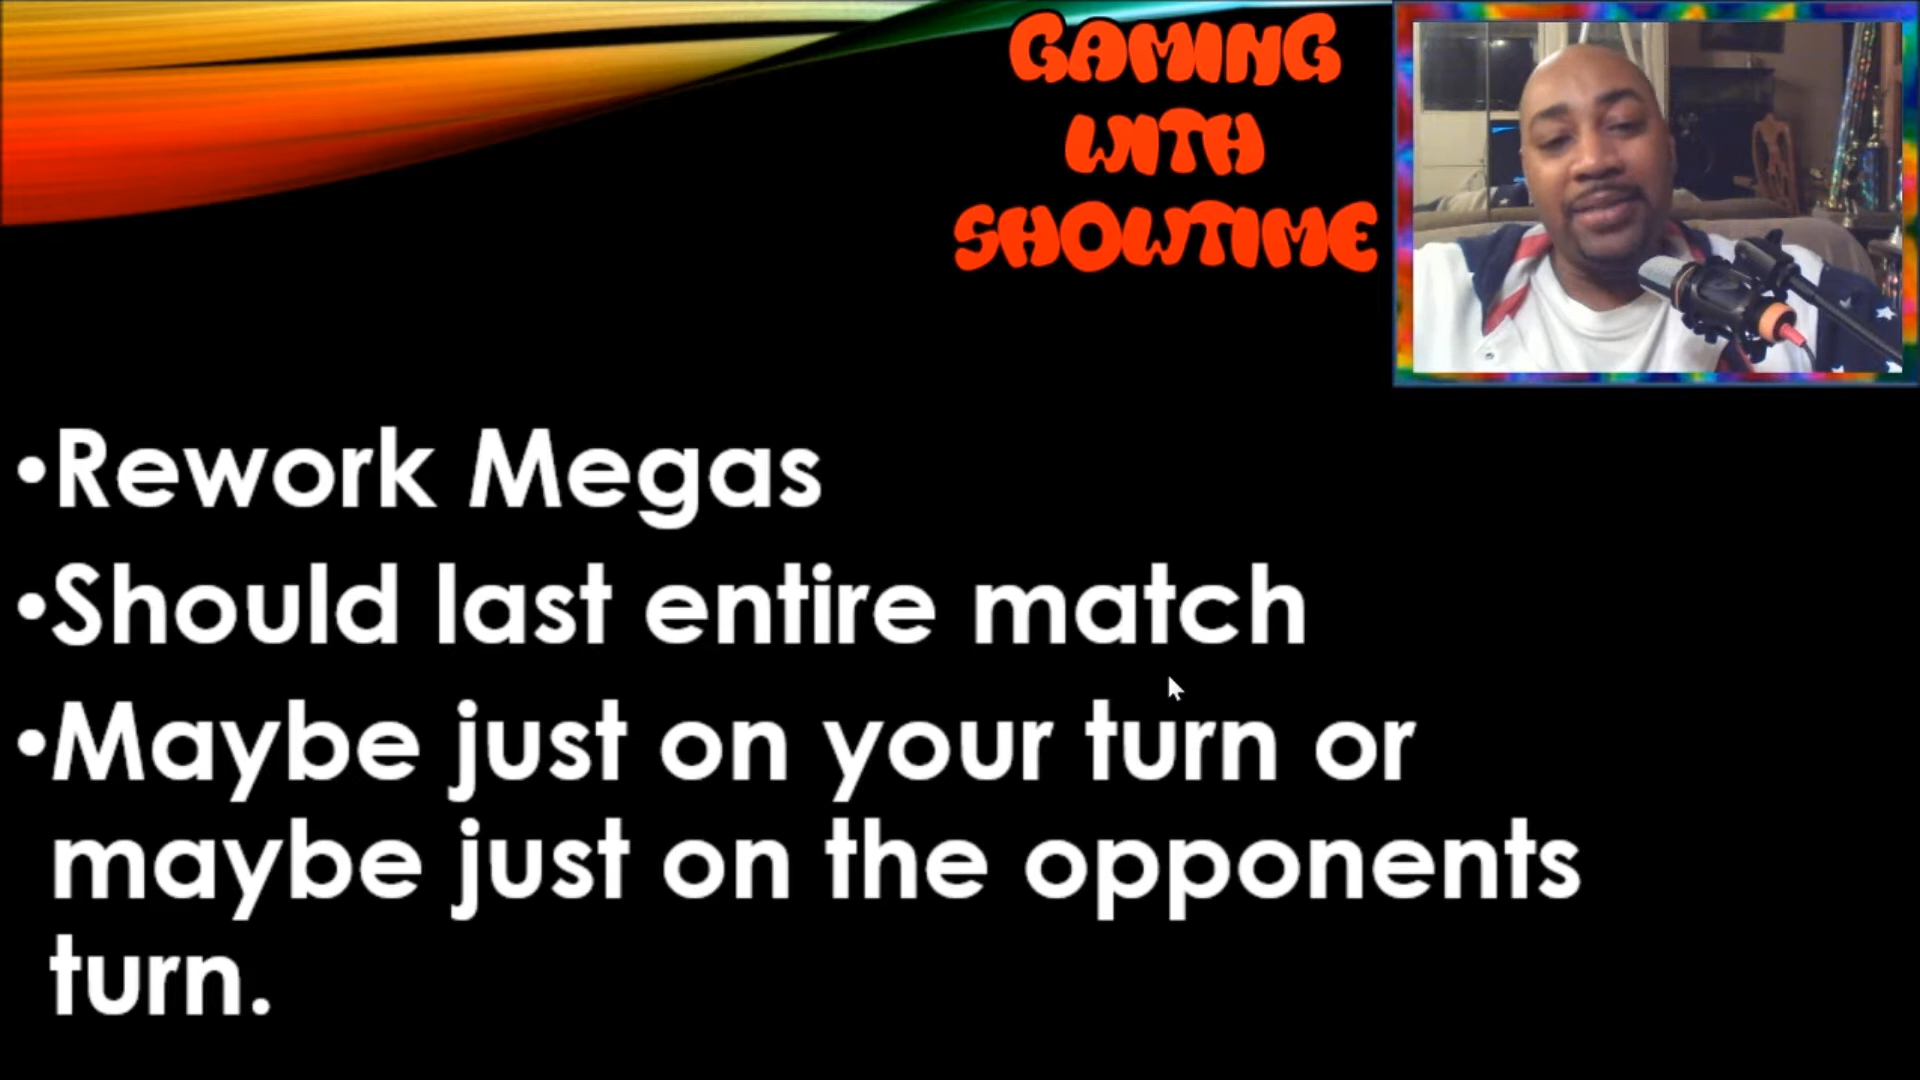 GAMING
WITH
SHOWTIME
•Rework Megas
•Should last entire match
•Maybe just on your turn or
maybe just on the opponents
turn.